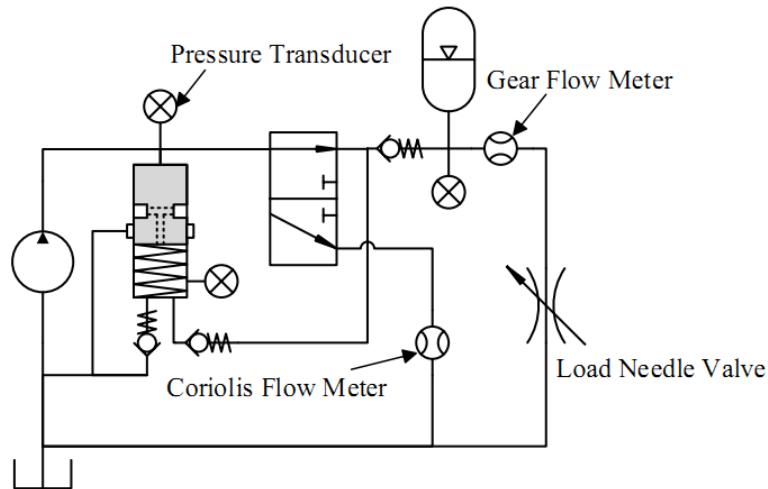 Pressure Transducer
Gear Flow Meter
Load Needle Valve
Coriolis Flow Meter